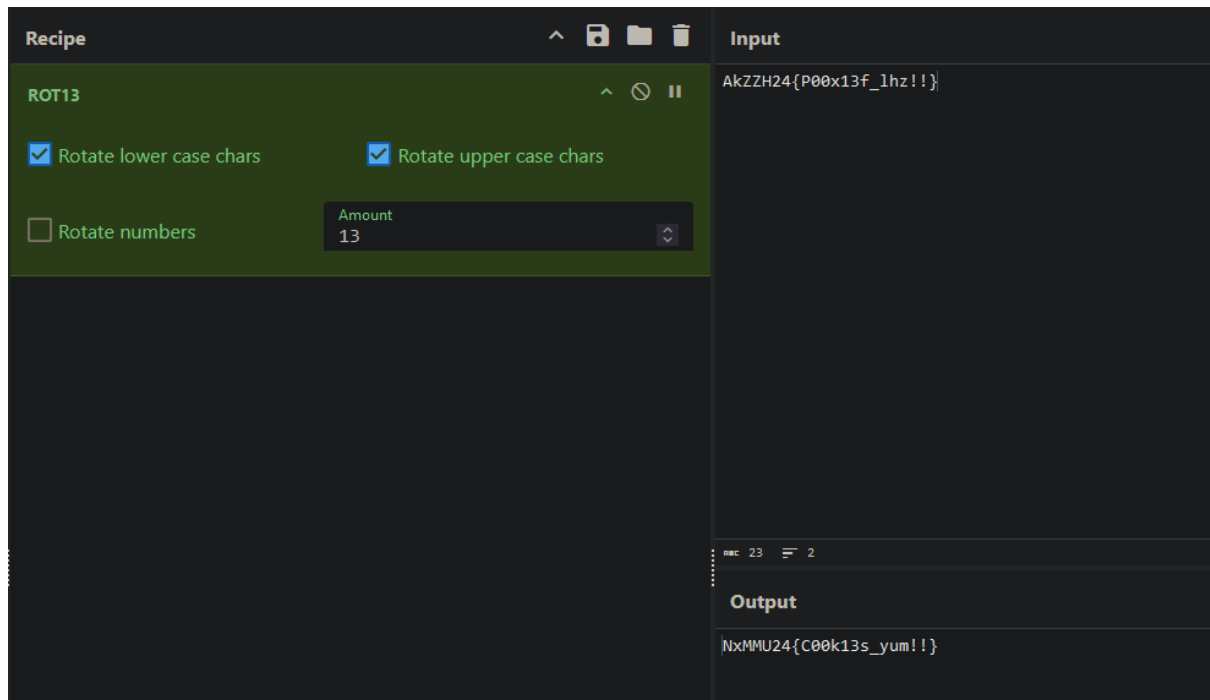 Recipe
ROT13
Rotate lower case chars
Rotate upper case chars
Rotate numbers
Amount
13
Input
AkZZH24{P00x13f_lhz!!}
ABC 23 2
Output
NxMMU24{C00k13s_yum!!}